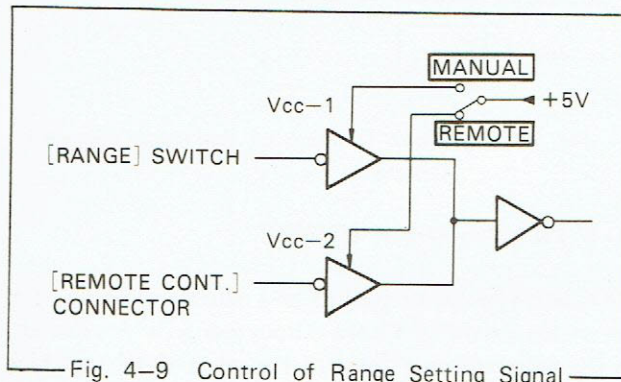 MANUAL
Vcc–1
+5V
[RANGE] SWITCH
REMOTE
Vcc–2
[REMOTE CONT.]
CONNECTOR
Fig. 4–9 Control of Range Setting Signal